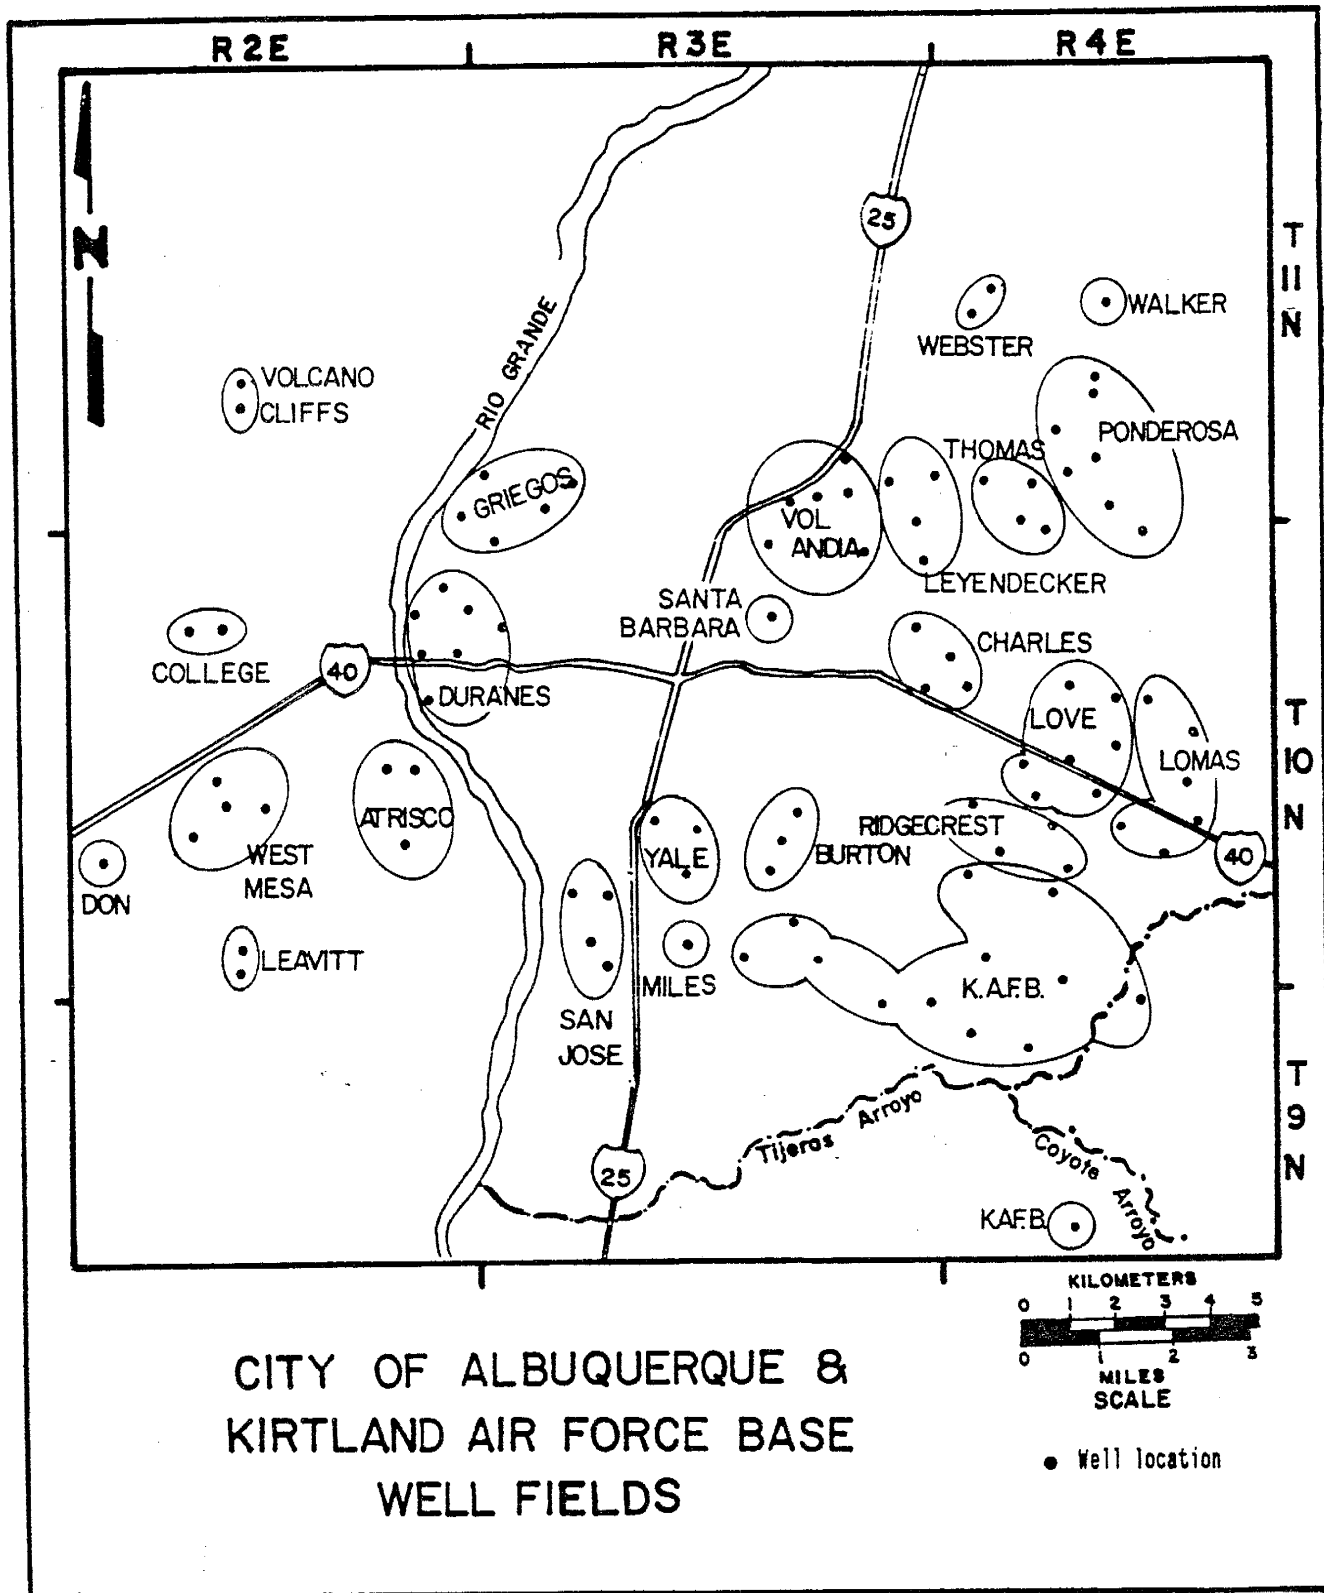 R2E
R3E
R4E
N
25
T
11
N
WALKER
WEBSTER
RIO GRANDE
VOLCANO
CLIFFS
PONDEROSA
THOMAS
GRIEGOS
VOL
ANDIA
LEYENDECKER
SANTA
BARBARA
CHARLES
COLLEGE
40
DURANES
LOVE
LOMAS
T
10
N
ATRISCO
RIDGECREST
BURTON
YALE
WEST
MESA
40
DON
LEAVITT
MILES
K.A.F.B.
SAN
JOSE
T
9
N
Tijeras Arroyo
Coyote Arroyo
25
K.A.F.B.
KILOMETERS
0 1 2 3 4 5
0 1 2 3
MILES
SCALE
CITY OF ALBUQUERQUE &
KIRTLAND AIR FORCE BASE
WELL FIELDS
Well location